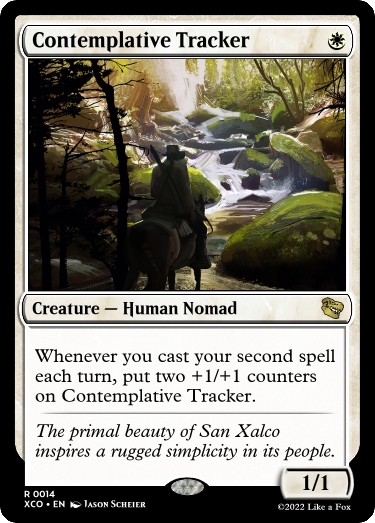 Contemplative Tracker
Creature — Human Nomad
Whenever you cast your second spell
each turn, put two +1/+1 counters
on Contemplative Tracker.
The primal beauty of San Xalco
inspires a rugged simplicity in its people.
1/1
R 0014
XCO • EN Jason Scheier
©2022 Like a Fox